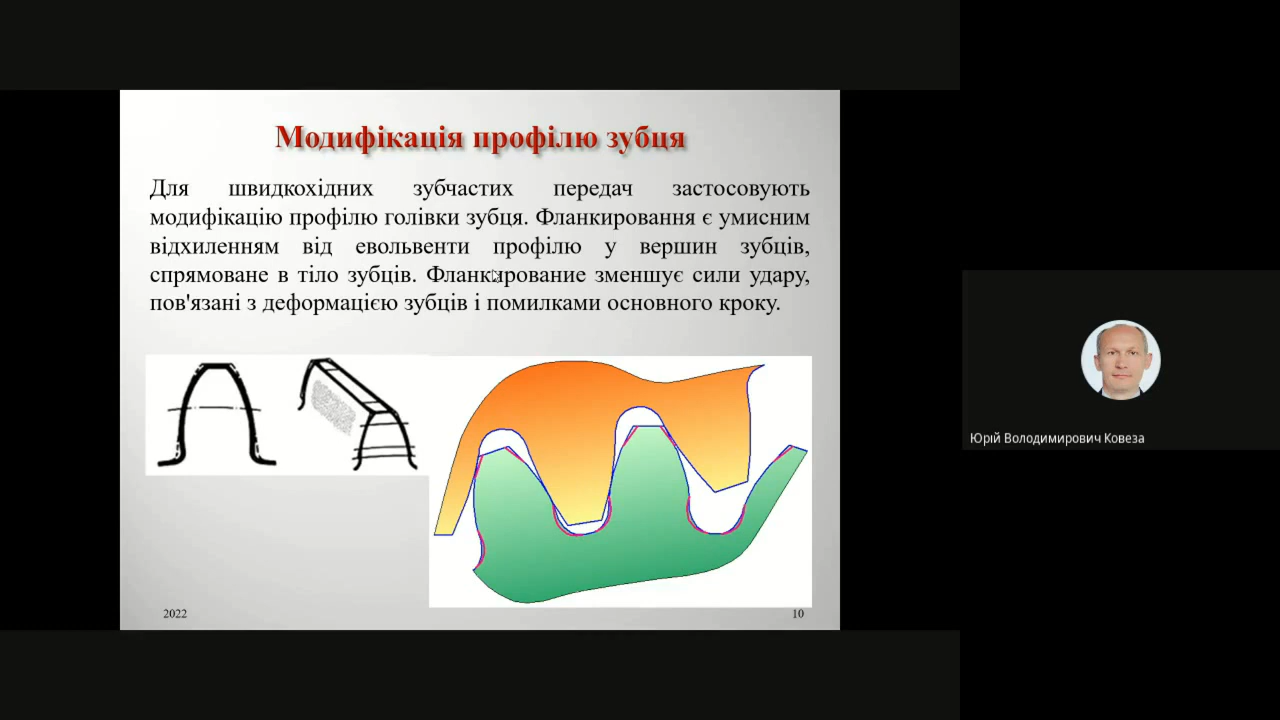 Модифікація профілю зубця
Для швидкохідних зубчастих передач застосовують
модифікацію профілю голівки зубця. Фланкировання є умисним
відхиленням від евольвенти профілю у вершин зубців,
спрямоване в тіло зубців. Фланкирование зменшує сили удару,
пов'язані з деформацією зубців і помилками основного кроку.
2022
10
Юрій Володимирович Ковеза